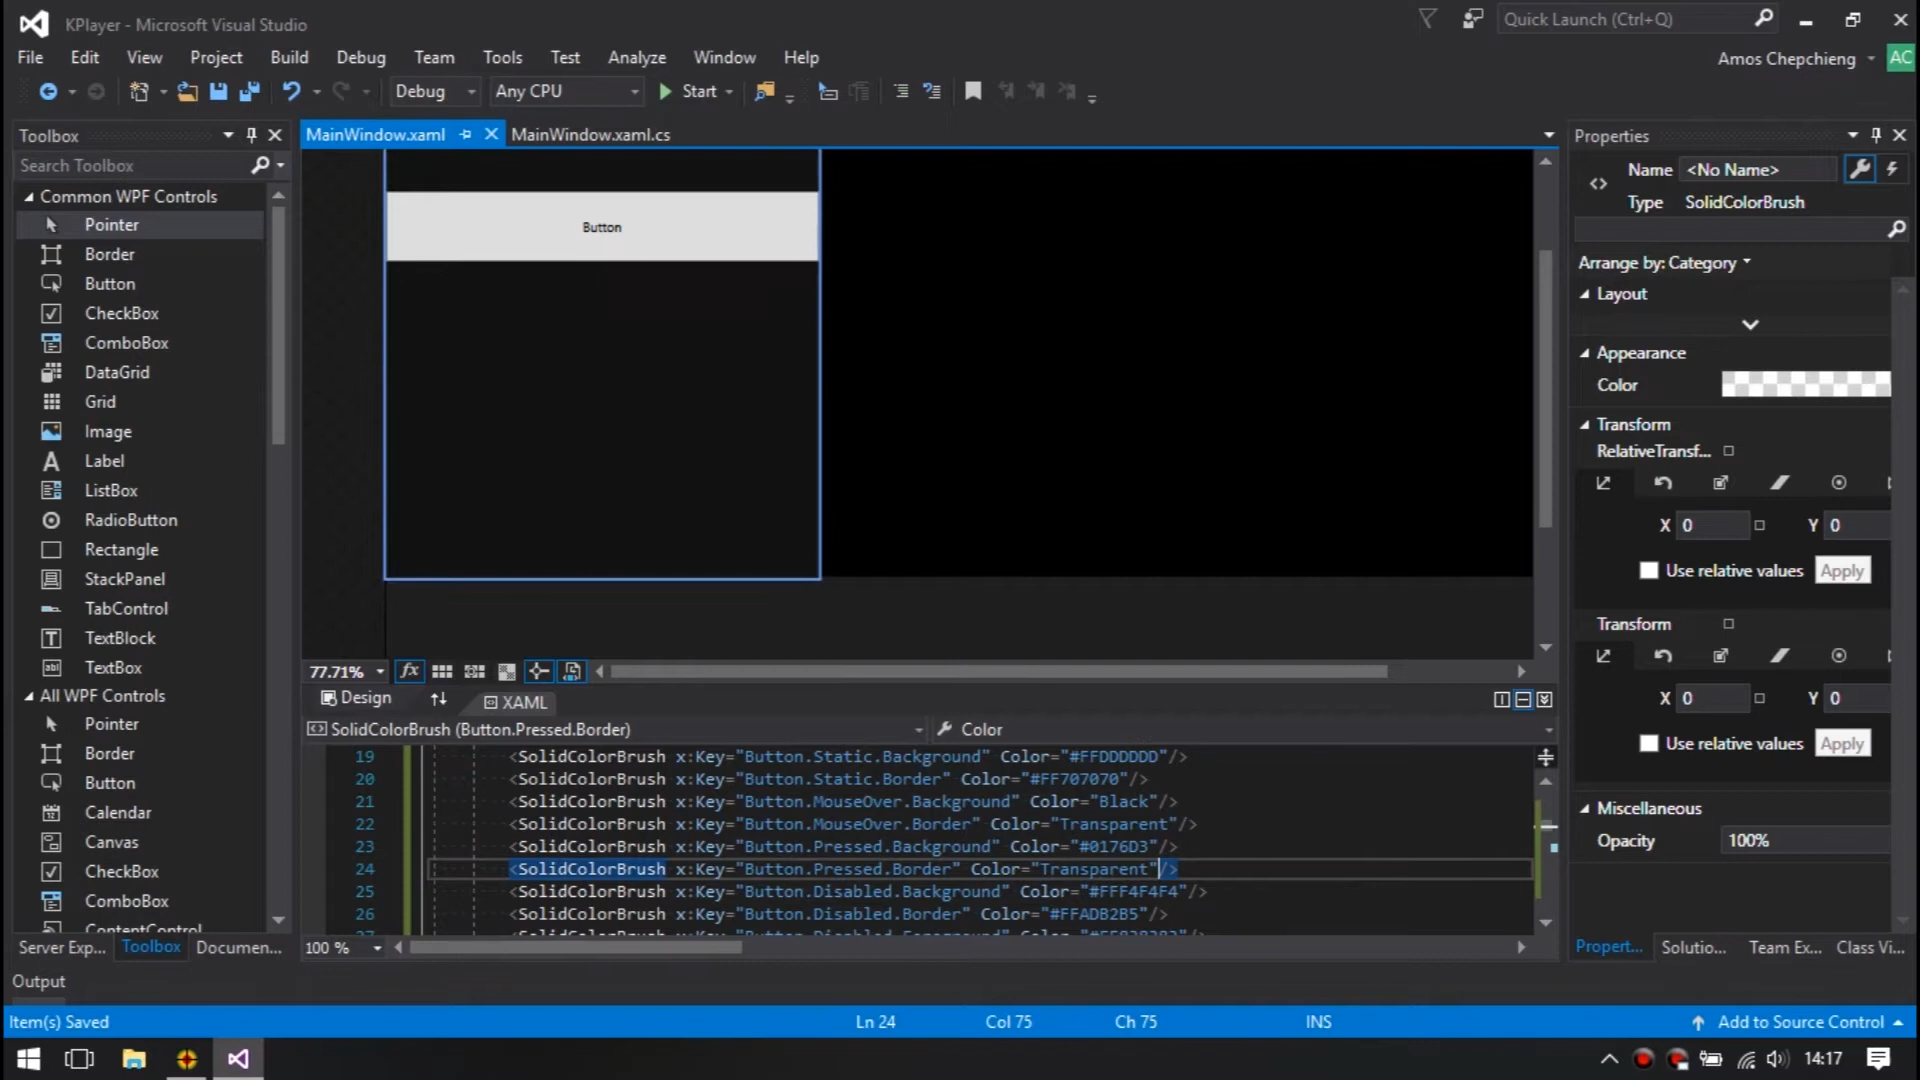 KPlayer - Microsoft Visual Studio
Quick Launch (Ctrl+Q)
File Edit View Project Build Debug Team Tools Test Analyze Window Help
Amos Chepchieng AC
Debug Any CPU Start
Toolbox
MainWindow.xaml MainWindow.xaml.cs
Properties
Search Toolbox
Name <No Name>
Type SolidColorBrush
Common WPF Controls
Pointer
Border
Button
CheckBox
ComboBox
DataGrid
Grid
Image
Label
ListBox
RadioButton
Rectangle
StackPanel
TabControl
TextBlock
TextBox
All WPF Controls
Pointer
Border
Button
Calendar
Canvas
CheckBox
ComboBox
ContentControl
Button
Arrange by: Category
Layout
Appearance
Color
Transform
RelativeTransf...
X 0 Y 0
Use relative values Apply
Transform
X 0 Y 0
Use relative values Apply
Miscellaneous
Opacity 100%
77.71% fx
Design XAML
SolidColorBrush (Button.Pressed.Border) Color
19 <SolidColorBrush x:Key="Button.Static.Background" Color="#FFDDDDDD"/>
20 <SolidColorBrush x:Key="Button.Static.Border" Color="#FF707070"/>
21 <SolidColorBrush x:Key="Button.MouseOver.Background" Color="Black"/>
22 <SolidColorBrush x:Key="Button.MouseOver.Border" Color="Transparent"/>
23 <SolidColorBrush x:Key="Button.Pressed.Background" Color="#0176D3"/>
24 <SolidColorBrush x:Key="Button.Pressed.Border" Color="Transparent"/>
25 <SolidColorBrush x:Key="Button.Disabled.Background" Color="#FFF4F4F4"/>
26 <SolidColorBrush x:Key="Button.Disabled.Border" Color="#FFADB2B5"/>
27 <SolidColorBrush x:Key="Button.Disabled.Foreground" Color="#FF838383"/>
100 %
Server Exp... Toolbox Documen...
Propert... Solutio... Team Ex... Class Vi...
Output
Item(s) Saved Ln 24 Col 75 Ch 75 INS Add to Source Control
14:17